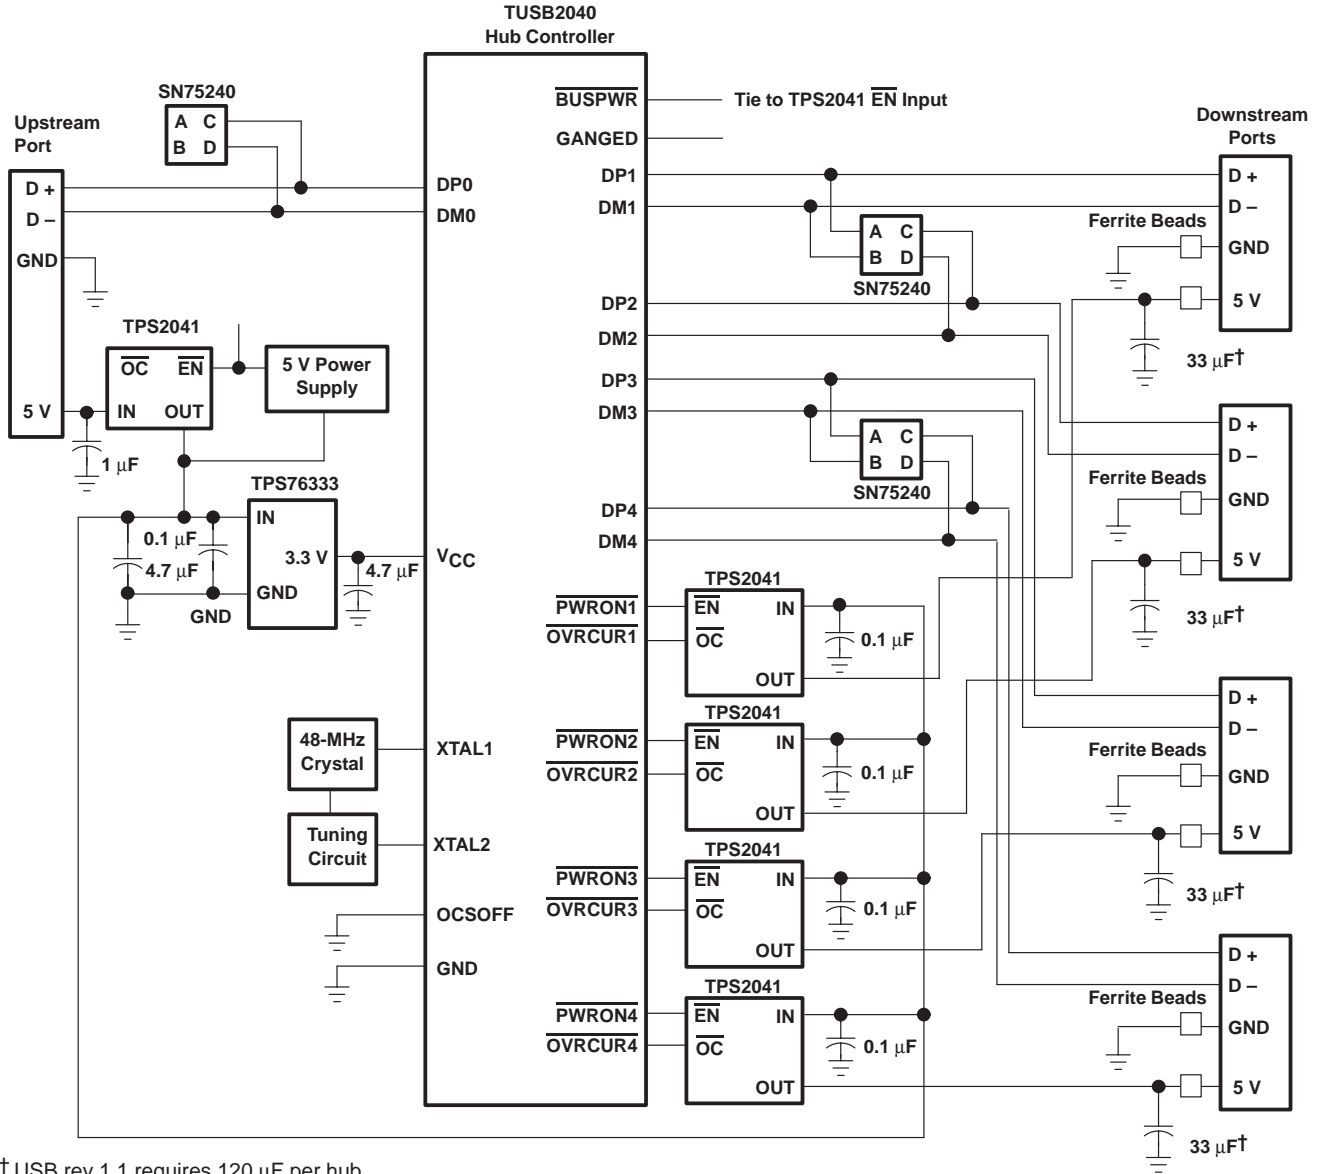 TUSB2040
Hub Controller
SN75240
A C
B D
Upstream
Port
D +
D –
GND
5 V
DP0
DM0
BUSPWR
Tie to TPS2041 EN Input
GANGED
DP1
DM1
A C
B D
SN75240
DP2
DM2
DP3
DM3
A C
B D
SN75240
DP4
DM4
TPS2041
OC EN
IN OUT
5 V Power
Supply
1 µF
TPS76333
IN
3.3 V
GND
0.1 µF
4.7 µF
GND
4.7 µF
VCC
48-MHz
Crystal
XTAL1
Tuning
Circuit
XTAL2
OCSOFF
GND
PWRON1
OVRCUR1
TPS2041
EN IN
OC
OUT
0.1 µF
PWRON2
OVRCUR2
TPS2041
EN IN
OC
OUT
0.1 µF
PWRON3
OVRCUR3
TPS2041
EN IN
OC
OUT
0.1 µF
PWRON4
OVRCUR4
TPS2041
EN IN
OC
OUT
0.1 µF
Downstream
Ports
D +
D –
Ferrite Beads
GND
5 V
33 µF†
D +
D –
Ferrite Beads
GND
5 V
33 µF†
D +
D –
Ferrite Beads
GND
5 V
33 µF†
D +
D –
Ferrite Beads
GND
5 V
33 µF†
† USB rev 1.1 requires 120 µF per hub.